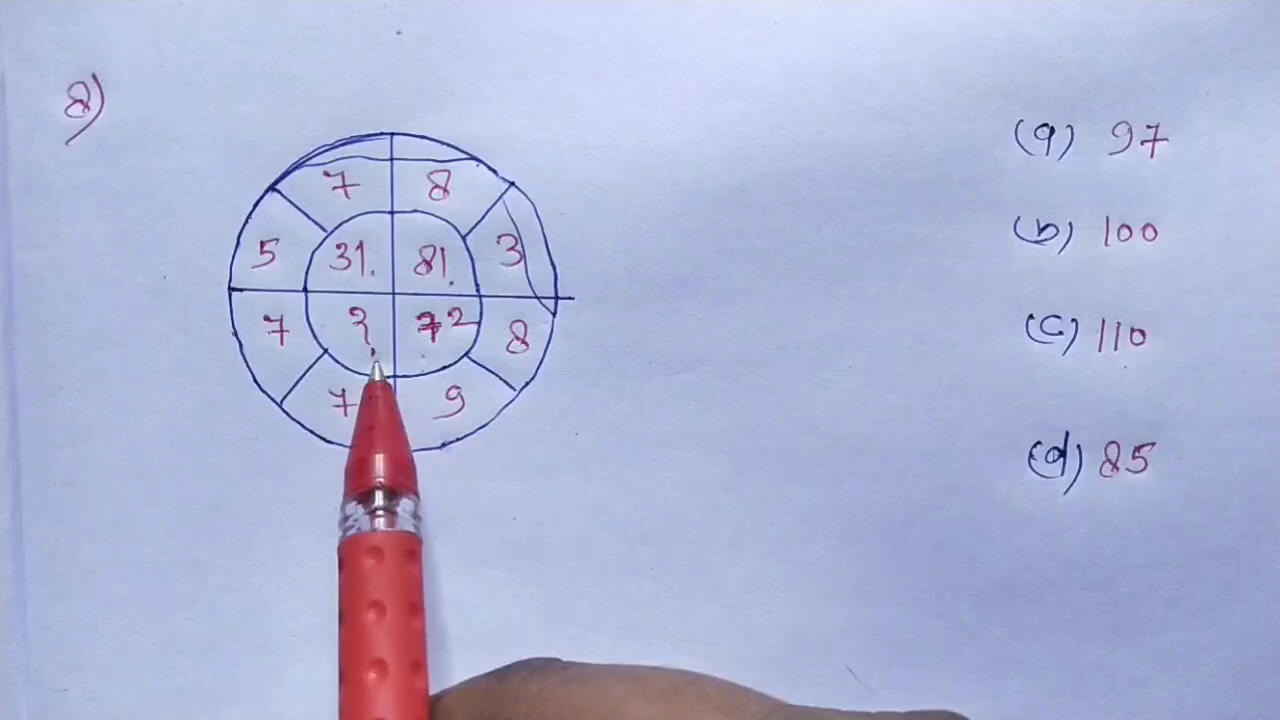 8)
(a) 97
7 8
(b) 100
5 31. 81. 3
7 ? 72 8
(c) 110
7 9
(d) 85